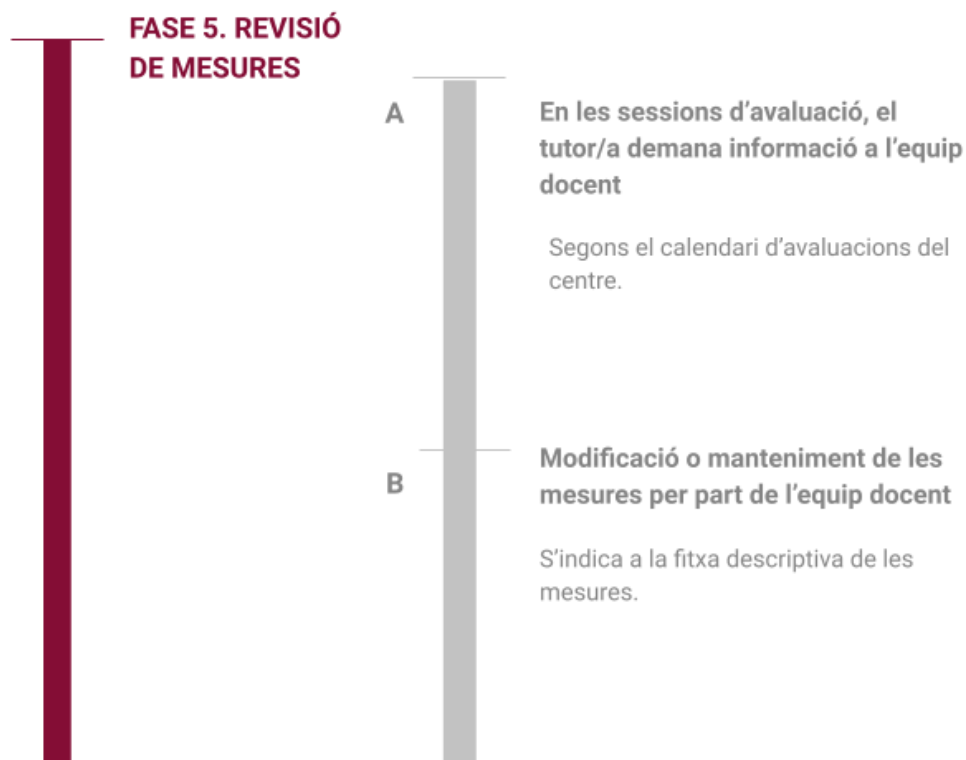 FASE 5. REVISIÓ
DE MESURES
A
En les sessions d’avaluació, el
tutor/a demana informació a l’equip
docent
Segons el calendari d’avaluacions del
centre.
B
Modificació o manteniment de les
mesures per part de l’equip docent
S’indica a la fitxa descriptiva de les
mesures.